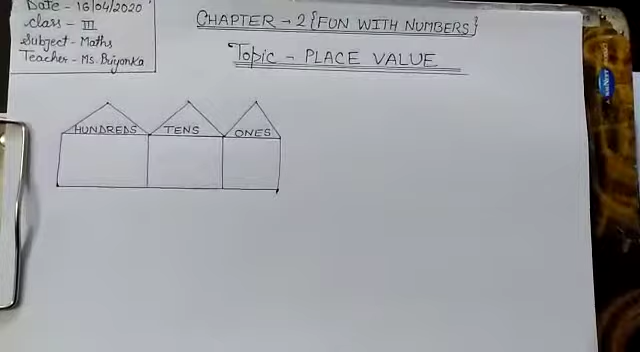 Date - 16/04/2020
Class - III
Subject - Maths
Teacher - Ms. Briyonka
CHAPTER → 2 {FUN WITH NUMBERS}
Topic - PLACE VALUE
HUNDREDS TENS ONES